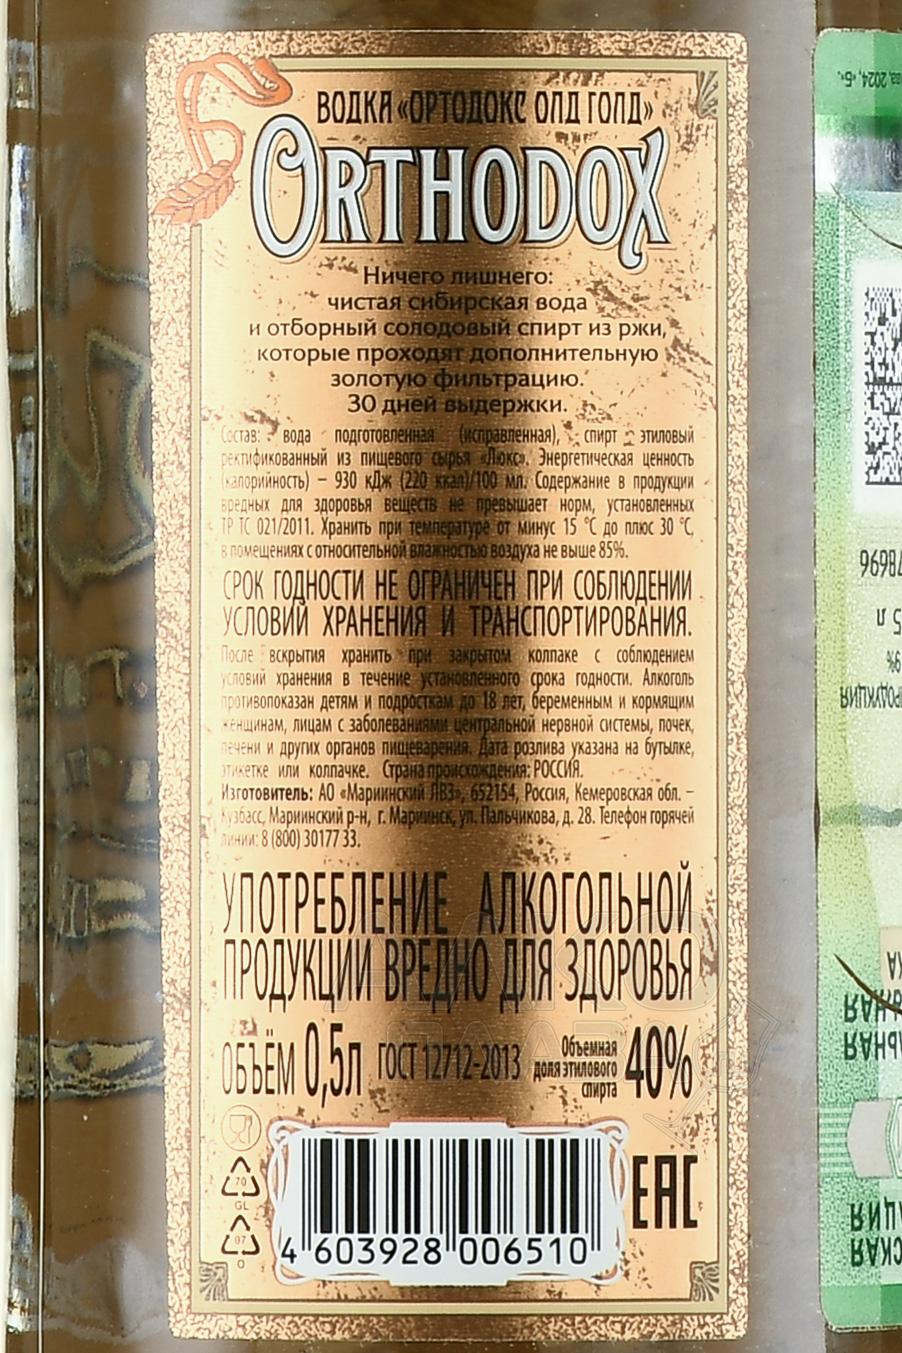 ВОДКА «ОРТОДОКС ОЛД ГОЛД»
ORTHODOX
Ничего лишнего:
чистая сибирская вода
и отборный солодовый спирт из ржи,
которые проходят дополнительную
золотую фильтрацию.
30 дней выдержки.
Состав: вода подготовленная (исправленная), спирт этиловый
ректификованный из пищевого сырья «Люкс». Энергетическая ценность
(калорийность) – 930 кДж (220 ккал)/100 мл. Содержание в продукции
вредных для здоровья веществ не превышает норм, установленных
ТР ТС 021/2011. Хранить при температуре от минус 15 °С до плюс 30 °С,
в помещениях с относительной влажностью воздуха не выше 85%.
СРОК ГОДНОСТИ НЕ ОГРАНИЧЕН ПРИ СОБЛЮДЕНИИ
УСЛОВИЙ ХРАНЕНИЯ И ТРАНСПОРТИРОВАНИЯ.
После вскрытия хранить при закрытом колпаке с соблюдением
условий хранения в течение установленного срока годности. Алкоголь
противопоказан детям и подросткам до 18 лет, беременным и кормящим
женщинам, лицам с заболеваниями центральной нервной системы, почек,
печени и других органов пищеварения. Дата розлива указана на бутылке,
этикетке или колпачке. Страна происхождения: РОССИЯ.
Изготовитель: АО «Мариинский ЛВЗ», 652154, Россия, Кемеровская обл. –
Кузбасс, Мариинский р-н, г. Мариинск, ул. Пальчикова, д. 28. Телефон горячей
линии: 8 (800) 30177 33.
УПОТРЕБЛЕНИЕ АЛКОГОЛЬНОЙ
ПРОДУКЦИИ ВРЕДНО ДЛЯ ЗДОРОВЬЯ
ОБЪЁМ 0,5л ГОСТ 12712-2013 Объемная доля этилового спирта 40%
70
GL
07
O
4 603928 006510
EAC